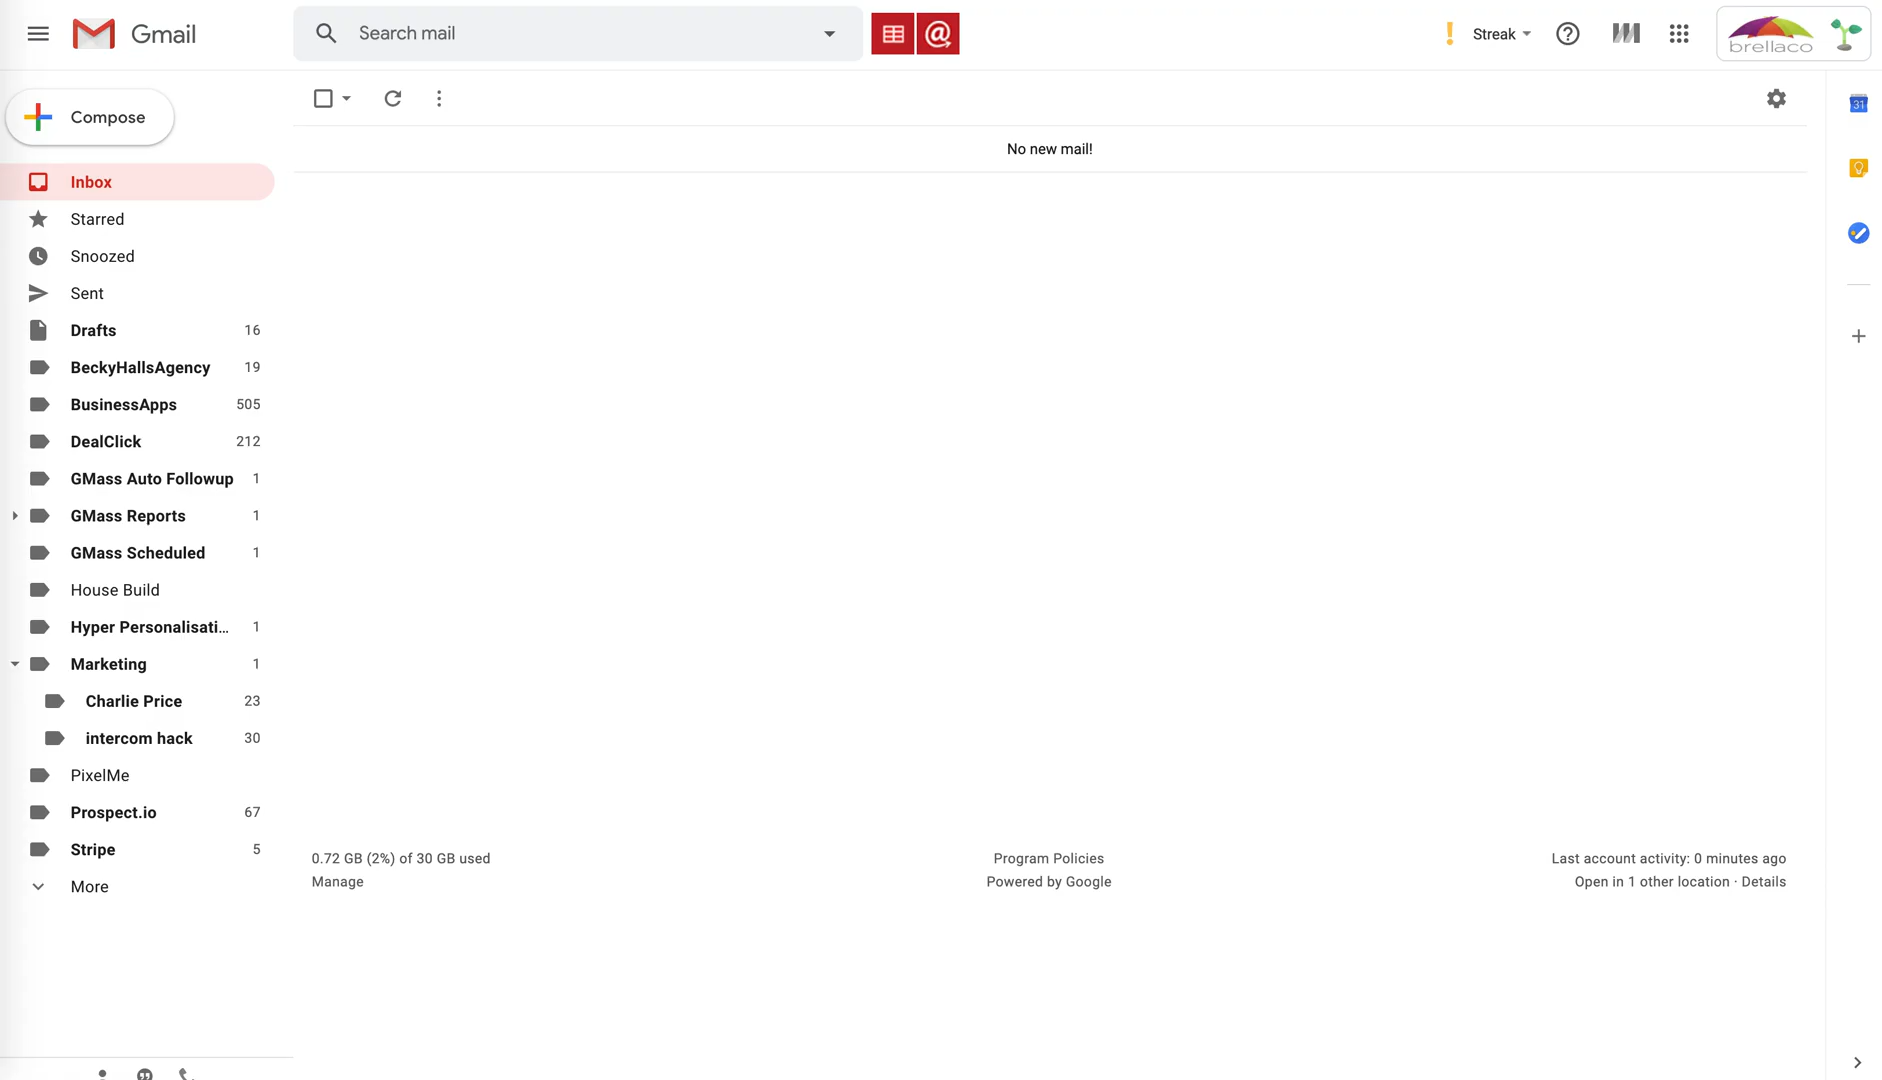 Gmail
Search mail
Streak
brellaco
Compose
No new mail!
31
Inbox
Starred
Snoozed
Sent
Drafts 16
BeckyHallsAgency 19
BusinessApps 505
DealClick 212
GMass Auto Followup 1
GMass Reports 1
GMass Scheduled 1
House Build
Hyper Personalisati... 1
Marketing 1
Charlie Price 23
intercom hack 30
PixelMe
Prospect.io 67
Stripe 5
More
0.72 GB (2%) of 30 GB used
Manage
Program Policies
Powered by Google
Last account activity: 0 minutes ago
Open in 1 other location · Details